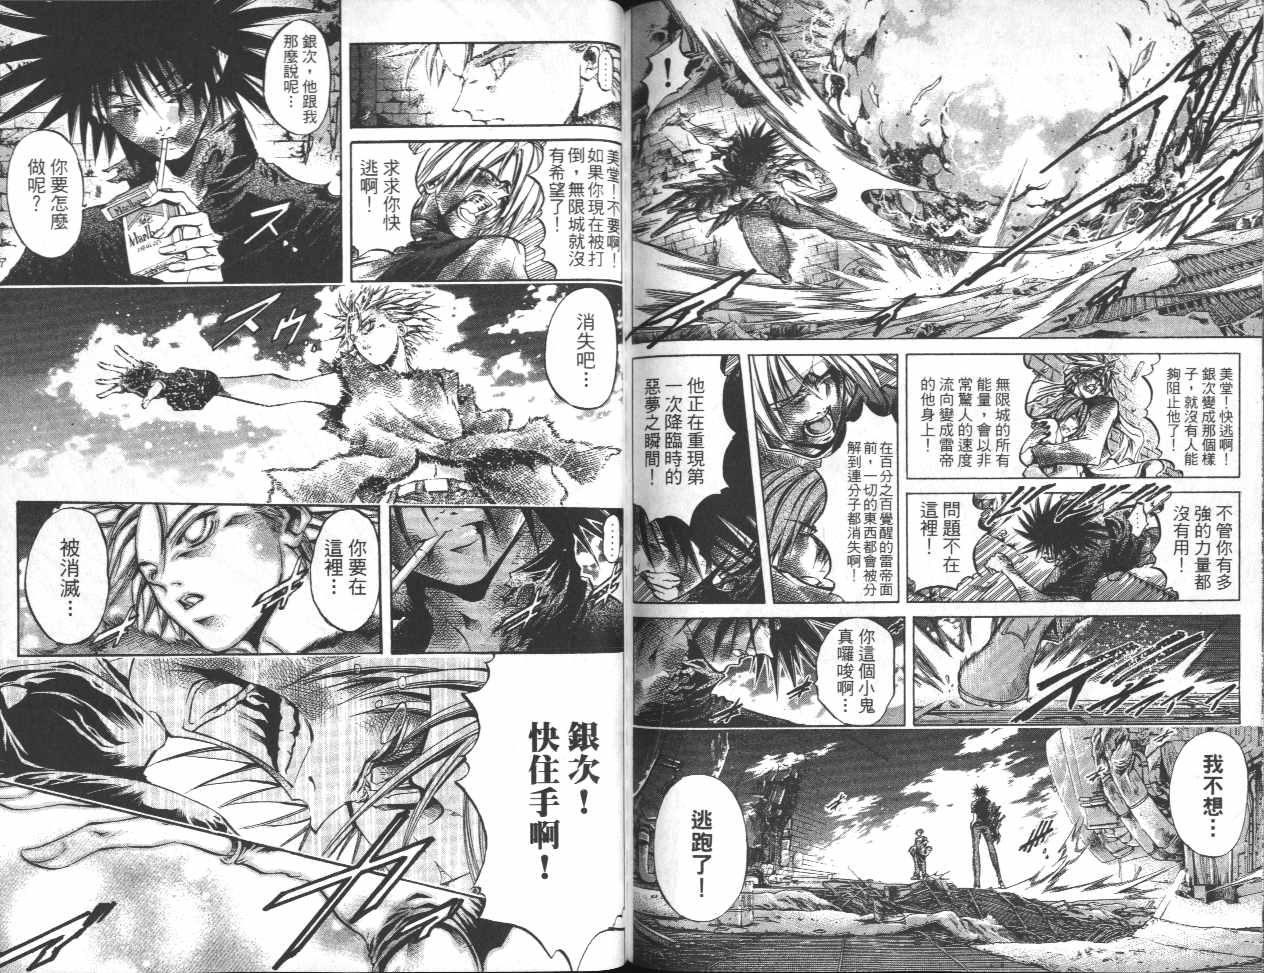 ！
美堂！快逃啊！
銀次變成那個樣
子，就沒有人能
夠阻止他了！
無限城的所有
能量，會以非
常驚人的速度
流向變成雷帝
的他身上！
在百分之百覺醒的雷帝面
前，一切的東西都會被分
解到連分子都消失啊！
他正在重現第
一次降臨時的
惡夢之瞬間！
不管你有多
強的力量都
沒有用！
問題不在
這裡！
你這個小鬼
真囉唆啊…
我不想…
逃跑了！
……
美堂！不要啊！
如果你現在被打
倒，無限城就沒
有希望了！
求求你快
逃啊！
銀次，他跟我
那麼說呢…
你要怎麼
做呢？
スッ…
消失吧…
スゥ…
……
你要在
這裡…
被消滅…
銀次！
快住手啊！